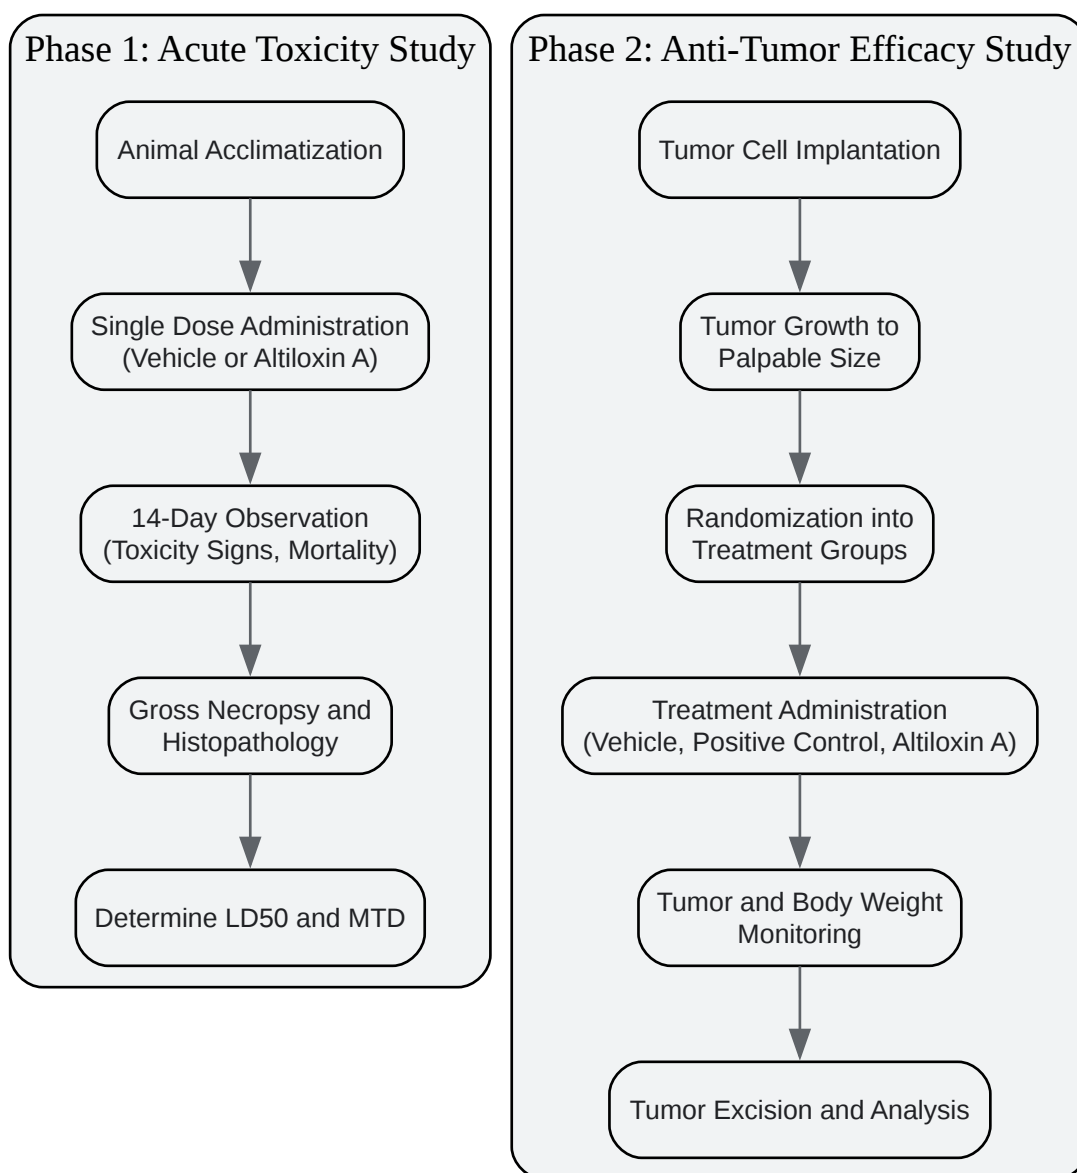 Phase 1: Acute Toxicity Study
Animal Acclimatization
Single Dose Administration
(Vehicle or Altiloxin A)
14-Day Observation
(Toxicity Signs, Mortality)
Gross Necropsy and
Histopathology
Determine LD50 and MTD
Phase 2: Anti-Tumor Efficacy Study
Tumor Cell Implantation
Tumor Growth to
Palpable Size
Randomization into
Treatment Groups
Treatment Administration
(Vehicle, Positive Control, Altiloxin A)
Tumor and Body Weight
Monitoring
Tumor Excision and Analysis